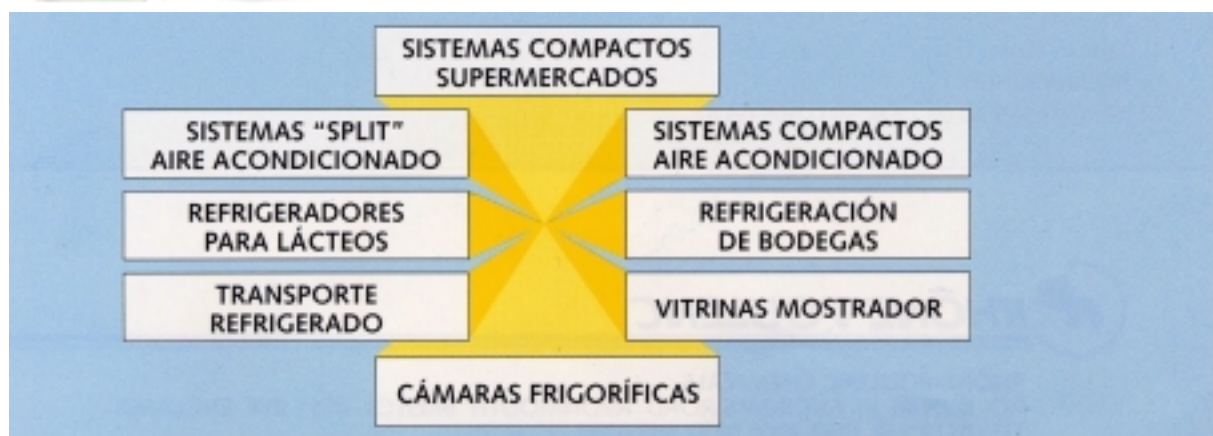 SISTEMAS COMPACTOS
SUPERMERCADOS
SISTEMAS “SPLIT”
AIRE ACONDICIONADO
SISTEMAS COMPACTOS
AIRE ACONDICIONADO
REFRIGERADORES
PARA LÁCTEOS
REFRIGERACIÓN
DE BODEGAS
TRANSPORTE
REFRIGERADO
VITRINAS MOSTRADOR
CÁMARAS FRIGORÍFICAS